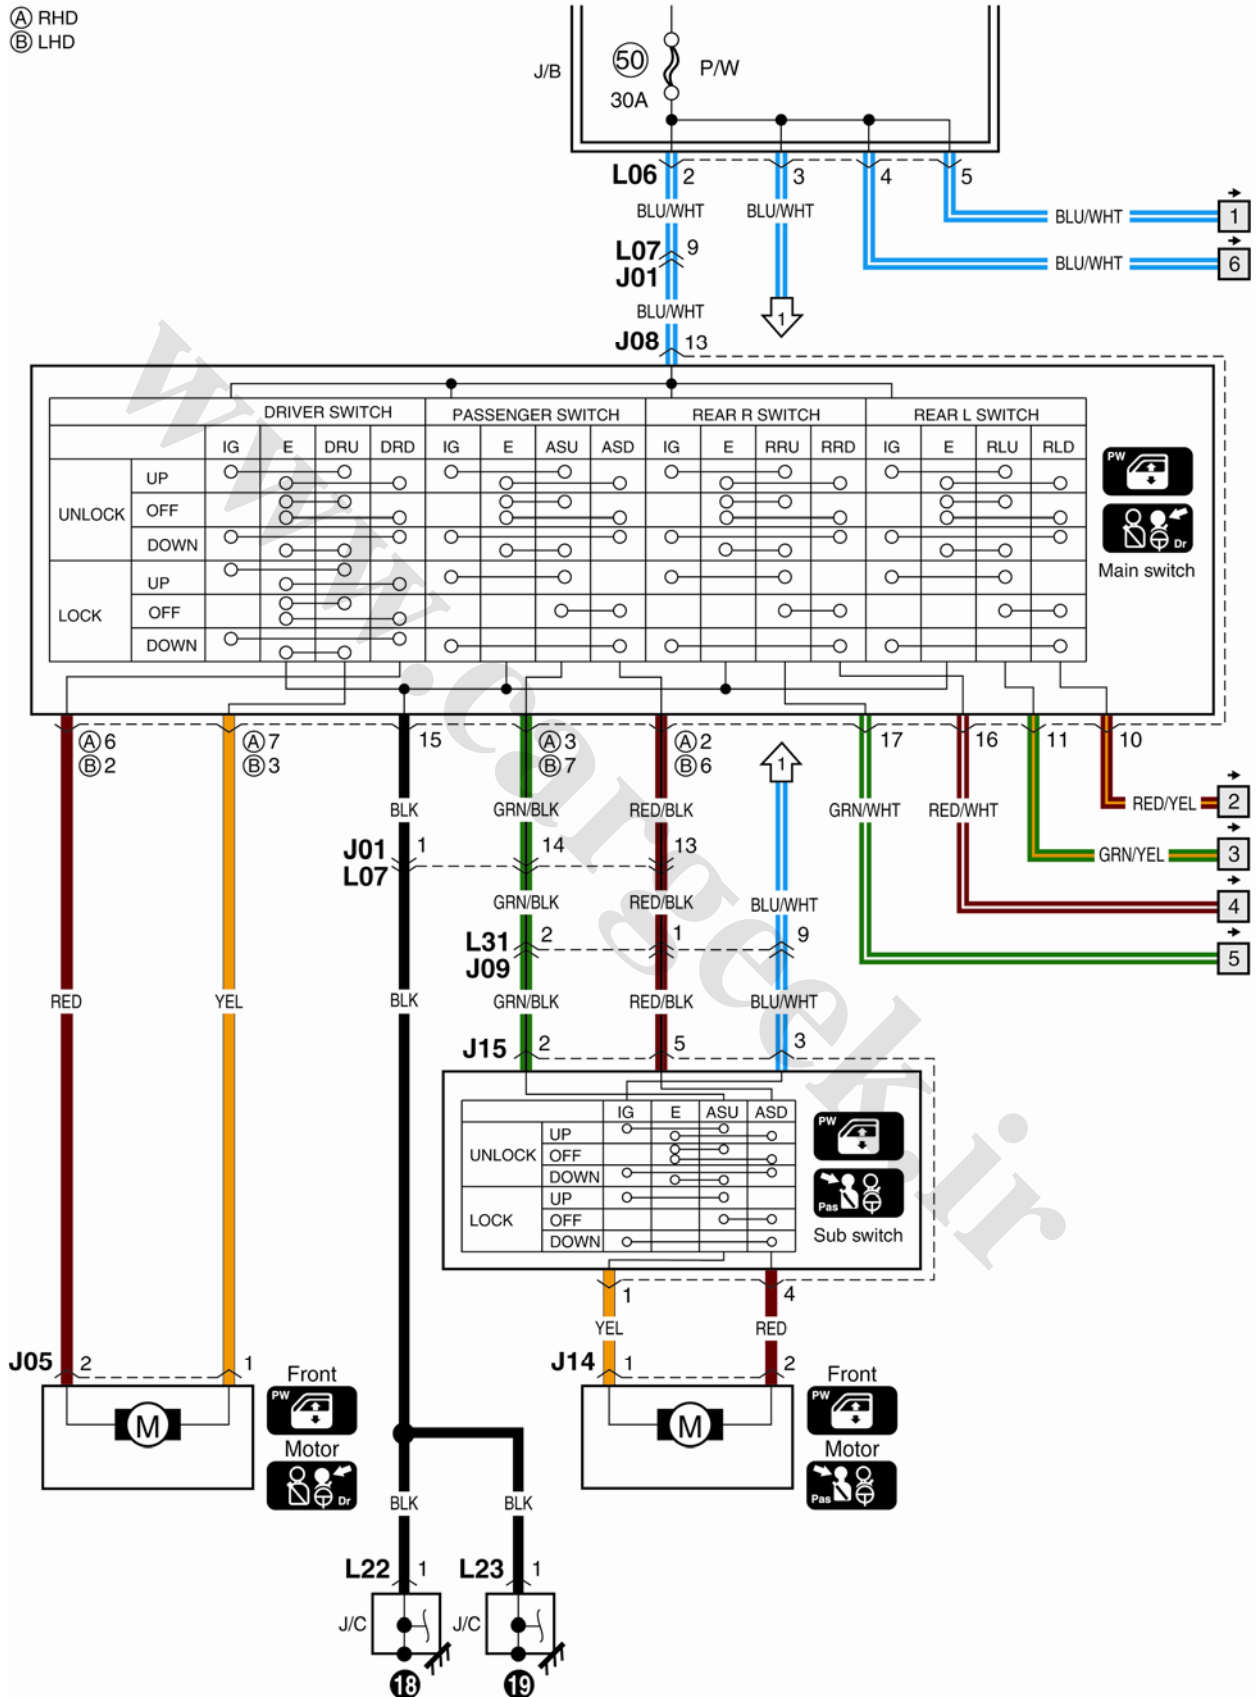 Ⓐ RHD
Ⓑ LHD
J/B
50
P/W
30A
L06 2 3 4 5
BLU/WHT BLU/WHT
BLU/WHT 1
L07 9
J01
BLU/WHT 6
BLU/WHT
1
J08 13
DRIVER SWITCH PASSENGER SWITCH REAR R SWITCH REAR L SWITCH
IG E DRU DRD IG E ASU ASD IG E RRU RRD IG E RLU RLD
UNLOCK
UP
OFF
DOWN
LOCK
UP
OFF
DOWN
PW
Dr
Main switch
Ⓐ6 Ⓐ7 15 Ⓐ3 Ⓐ2 17 16 11 10
Ⓑ2 Ⓑ3 Ⓑ7 Ⓑ6
1
BLK GRN/BLK RED/BLK GRN/WHT RED/WHT RED/YEL 2
J01 1 14 13
L07
GRN/YEL 3
GRN/BLK RED/BLK BLU/WHT 4
L31 2 1 9
J09
5
RED YEL BLK GRN/BLK RED/BLK BLU/WHT
J15 2 5 3
IG E ASU ASD
UNLOCK
UP
OFF
DOWN
LOCK
UP
OFF
DOWN
PW
Pas
Sub switch
1 4
YEL RED
J05 2 1
J14 1 2
Front
PW
Motor
Dr
M
Front
PW
Motor
Pas
M
BLK BLK
L22 1 L23 1
J/C J/C
18 19
www.cargeek.ir